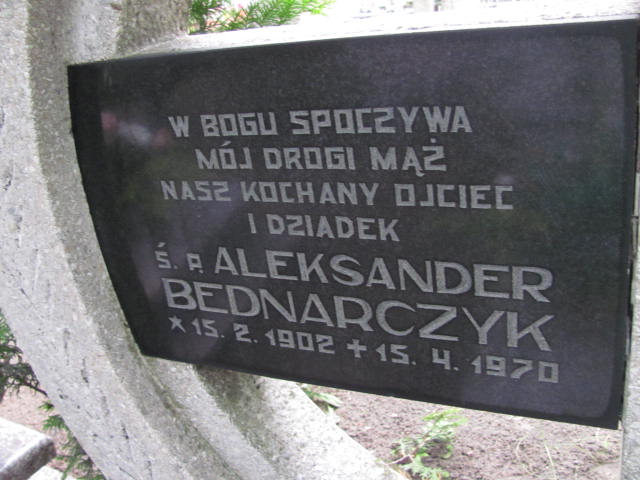 W BOGU SPOCZYWA
MÓJ DROGI MĄŻ
NASZ KOCHANY OJCIEC
I DZIADEK
Ś. P. ALEKSANDER
BEDNARCZYK
★ 15. 2. 1902 ✝ 15. 4. 1970